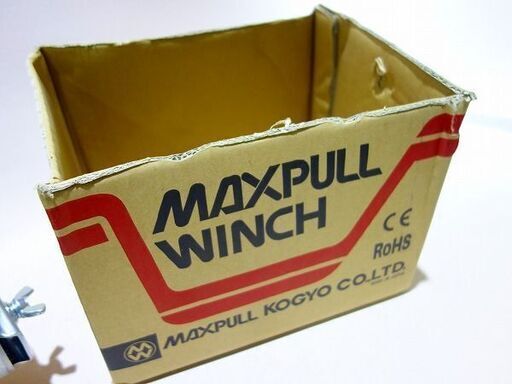 MAXPULL
WINCH
CE
RoHS
MAXPULL KOGYO CO.,LTD.